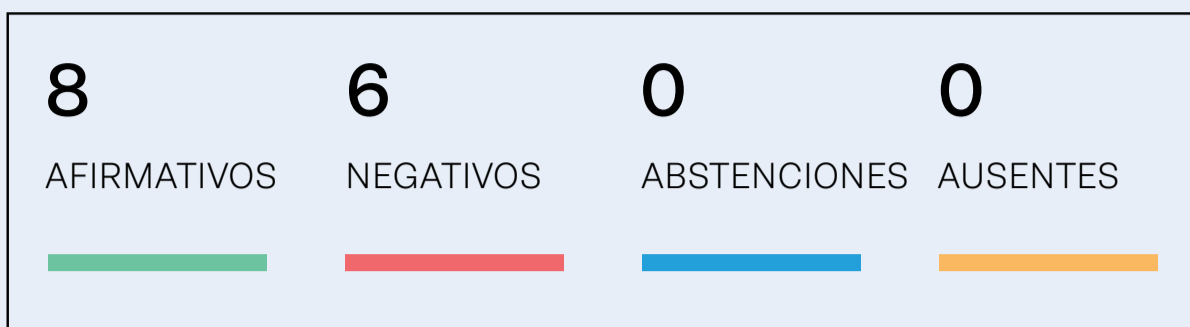 8 6 0 0
AFIRMATIVOS NEGATIVOS ABSTENCIONES AUSENTES